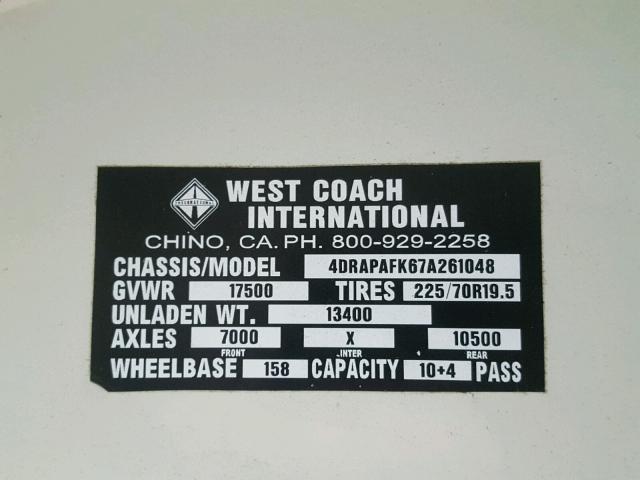 WEST COACH
INTERNATIONAL
CHINO, CA. PH. 800-929-2258
CHASSIS/MODEL 4DRAPAFK67A261048
GVWR 17500 TIRES 225/70R19.5
UNLADEN WT. 13400
AXLES 7000 X 10500
FRONT INTER REAR
WHEELBASE 158 CAPACITY 10+4 PASS